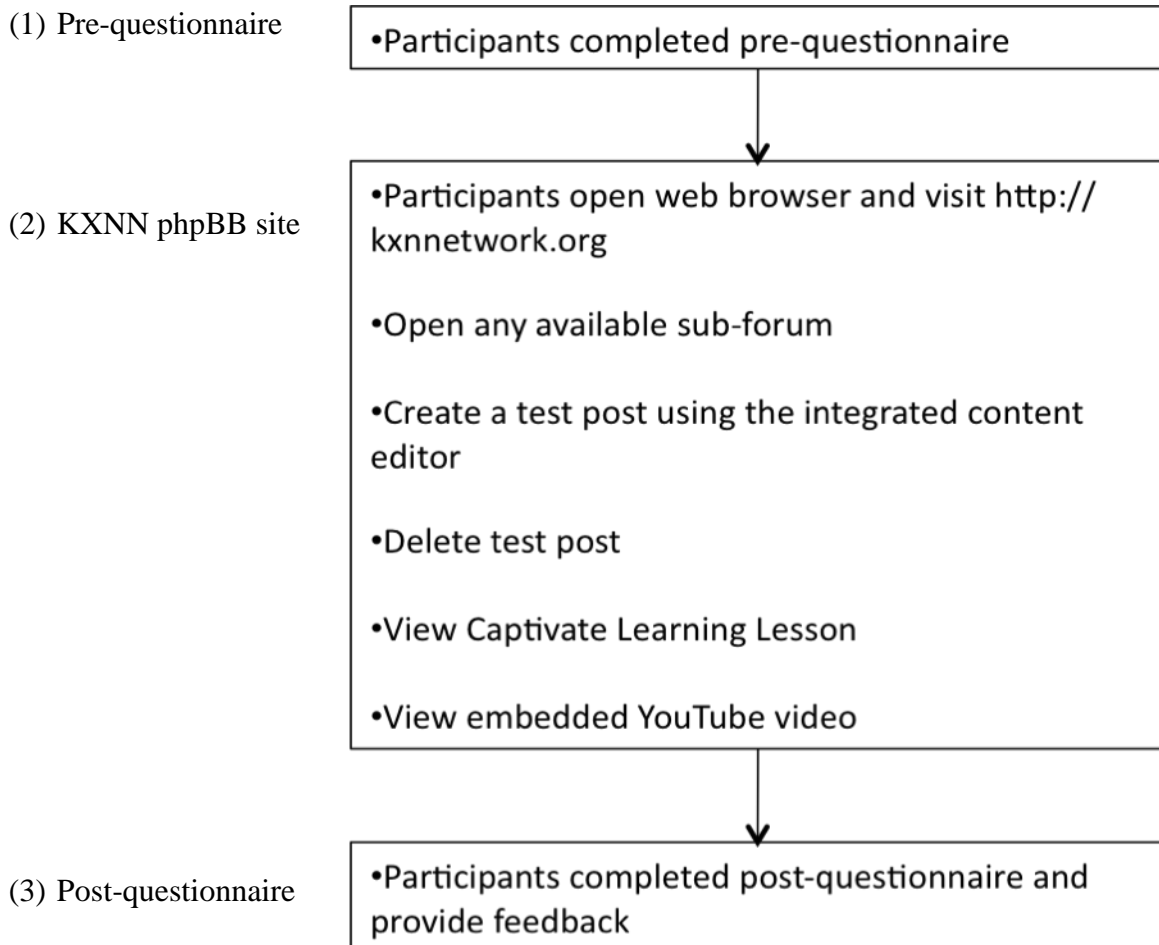 (1) Pre-questionnaire
•Participants completed pre-questionnaire
(2) KXNN phpBB site
•Participants open web browser and visit http://
kxnnetwork.org
•Open any available sub-forum
•Create a test post using the integrated content
editor
•Delete test post
•View Captivate Learning Lesson
•View embedded YouTube video
(3) Post-questionnaire
•Participants completed post-questionnaire and
provide feedback